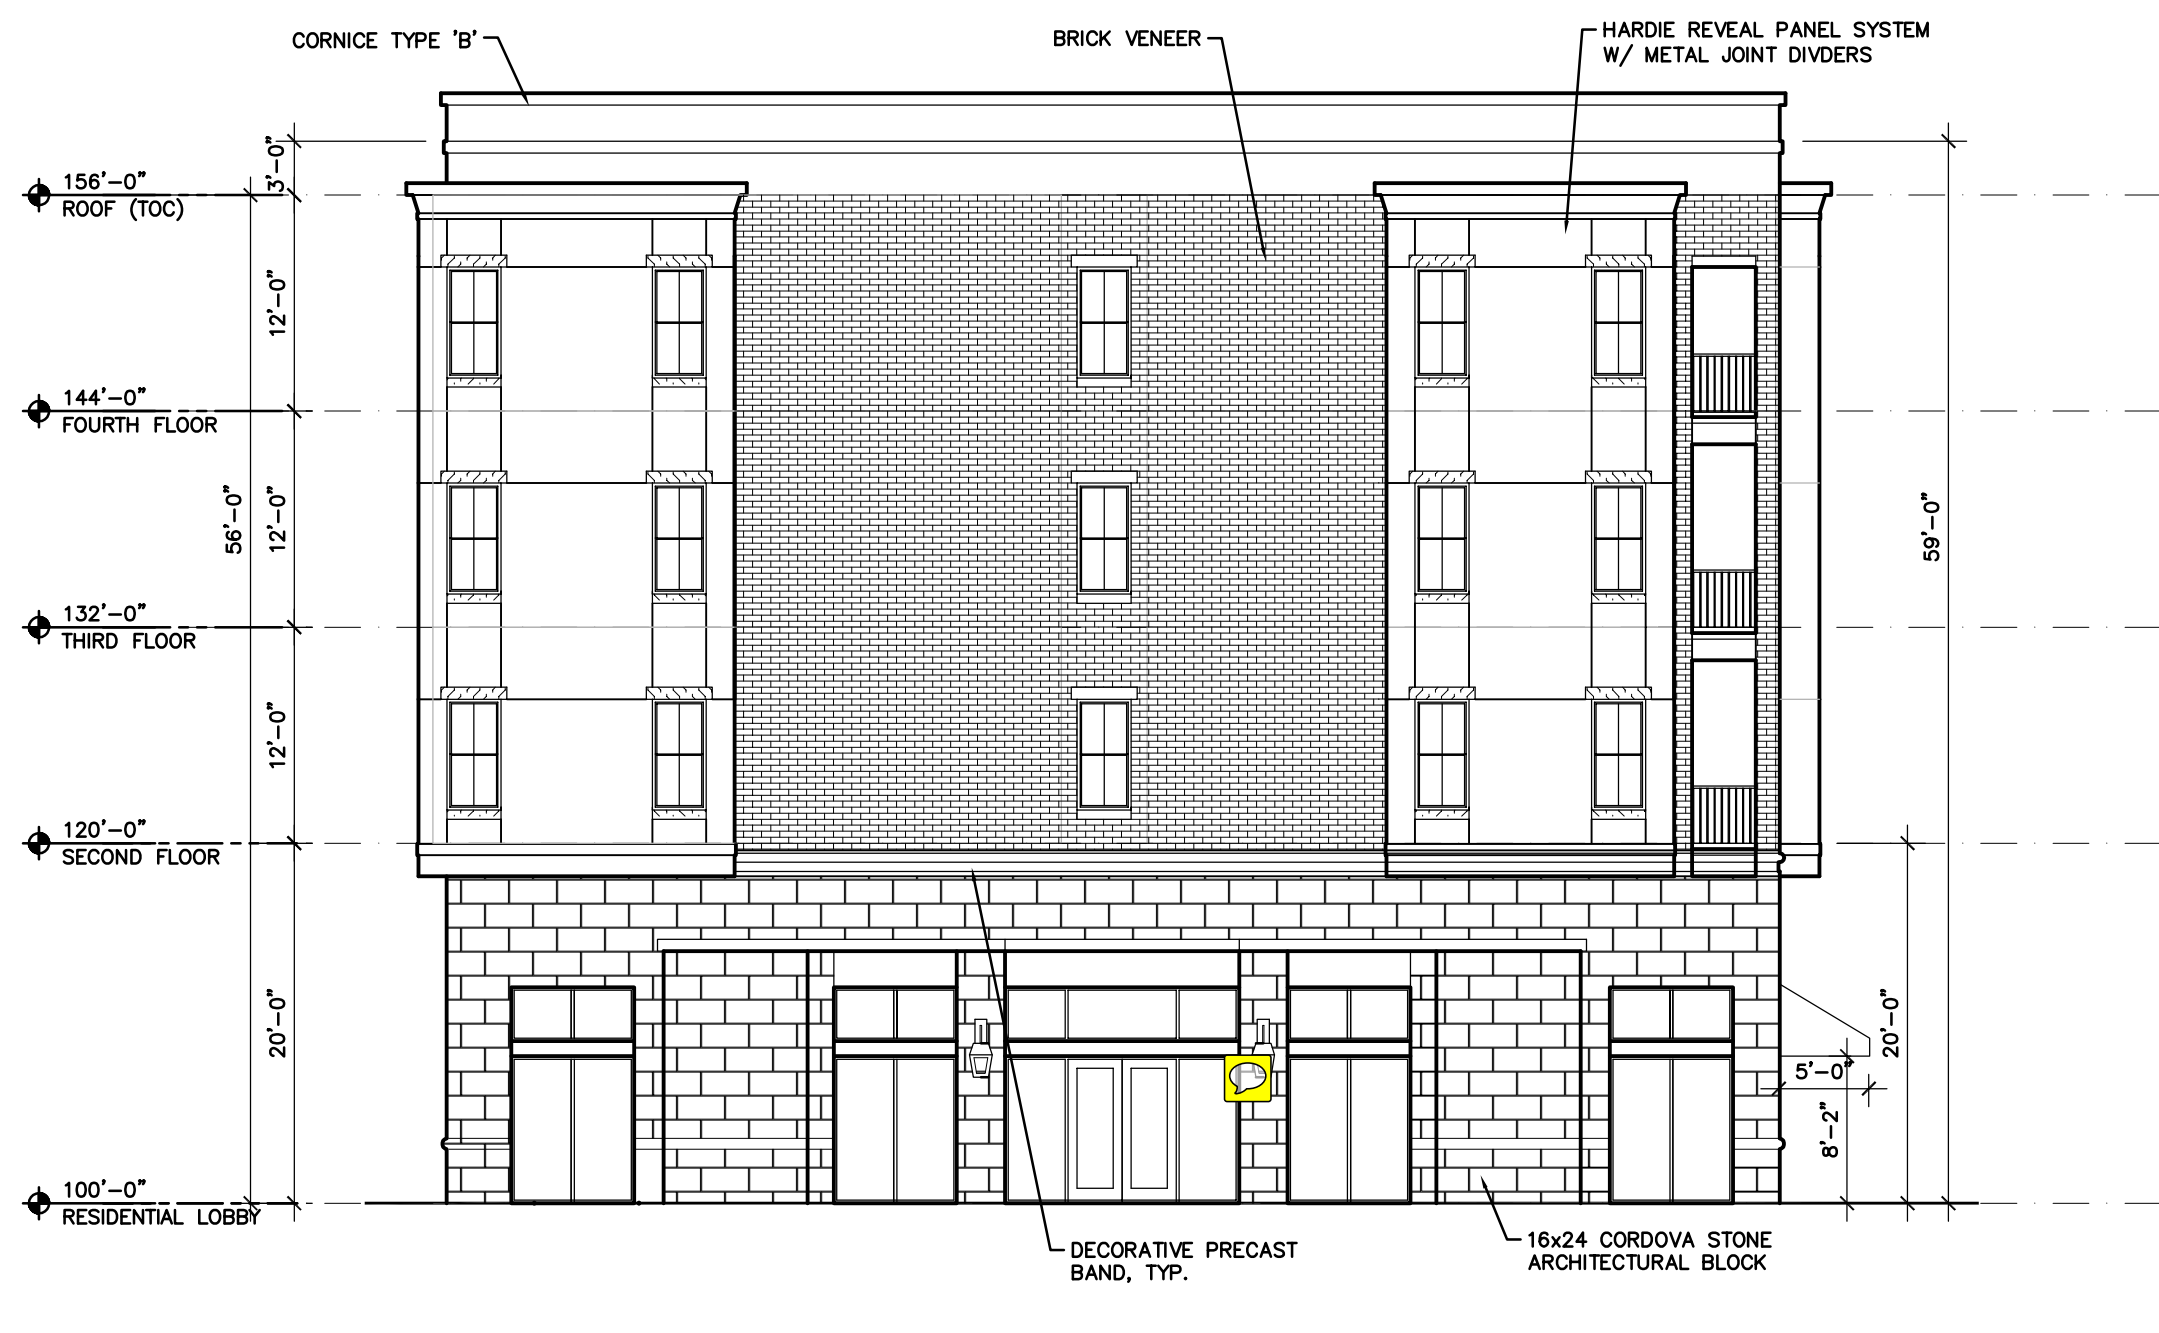 CORNICE TYPE 'B'
BRICK VENEER
HARDIE REVEAL PANEL SYSTEM
W/ METAL JOINT DIVDERS
3'-0"
156'-0"
ROOF (TOC)
12'-0"
144'-0"
FOURTH FLOOR
56'-0"
12'-0"
59'-0"
132'-0"
THIRD FLOOR
12'-0"
120'-0"
SECOND FLOOR
20'-0"
20'-0"
5'-0"
8'-2"
100'-0"
RESIDENTIAL LOBBY
DECORATIVE PRECAST
BAND, TYP.
16x24 CORDOVA STONE
ARCHITECTURAL BLOCK